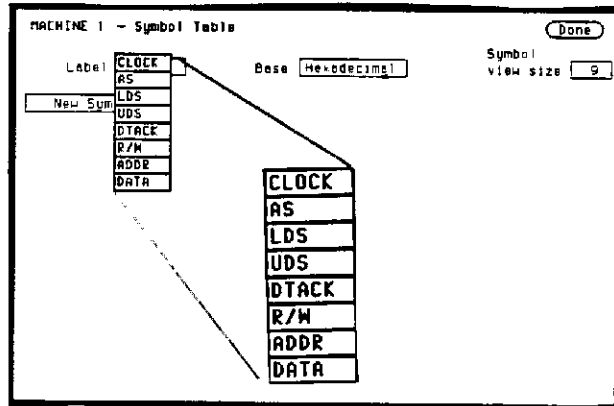 MACHINE 1 - Symbol Table
Done
Label
Base Hexadecimal
Symbol
view size 9
New Sym
CLOCK
AS
LDS
UDS
DTACK
R/W
ADDR
DATA
CLOCK
AS
LDS
UDS
DTACK
R/W
ADDR
DATA